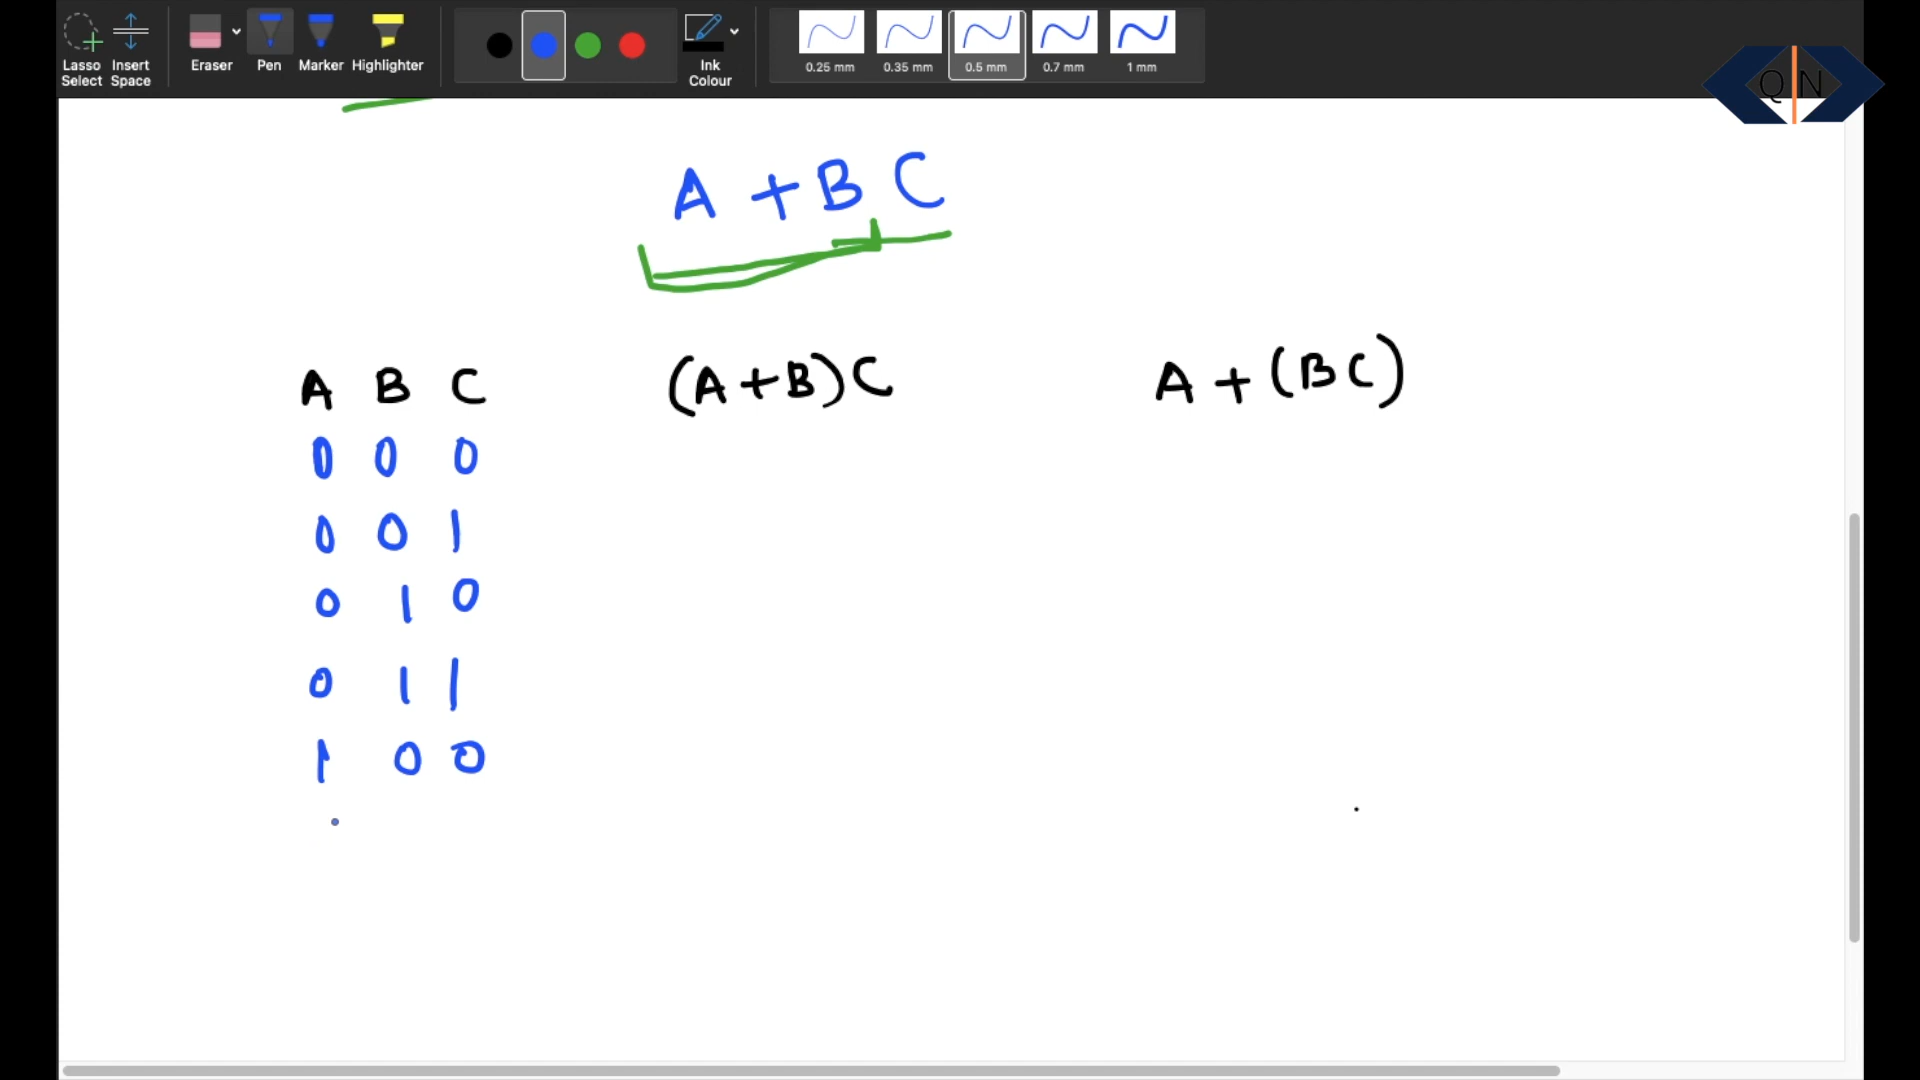 Lasso Select Insert Space Eraser Pen Marker Highlighter Ink Colour 0.25 mm 0.35 mm 0.5 mm 0.7 mm 1 mm
Q N
A + B C
A B C (A+B)C A + (BC)
0 0 0
0 0 1
0 1 0
0 1 1
1 0 0